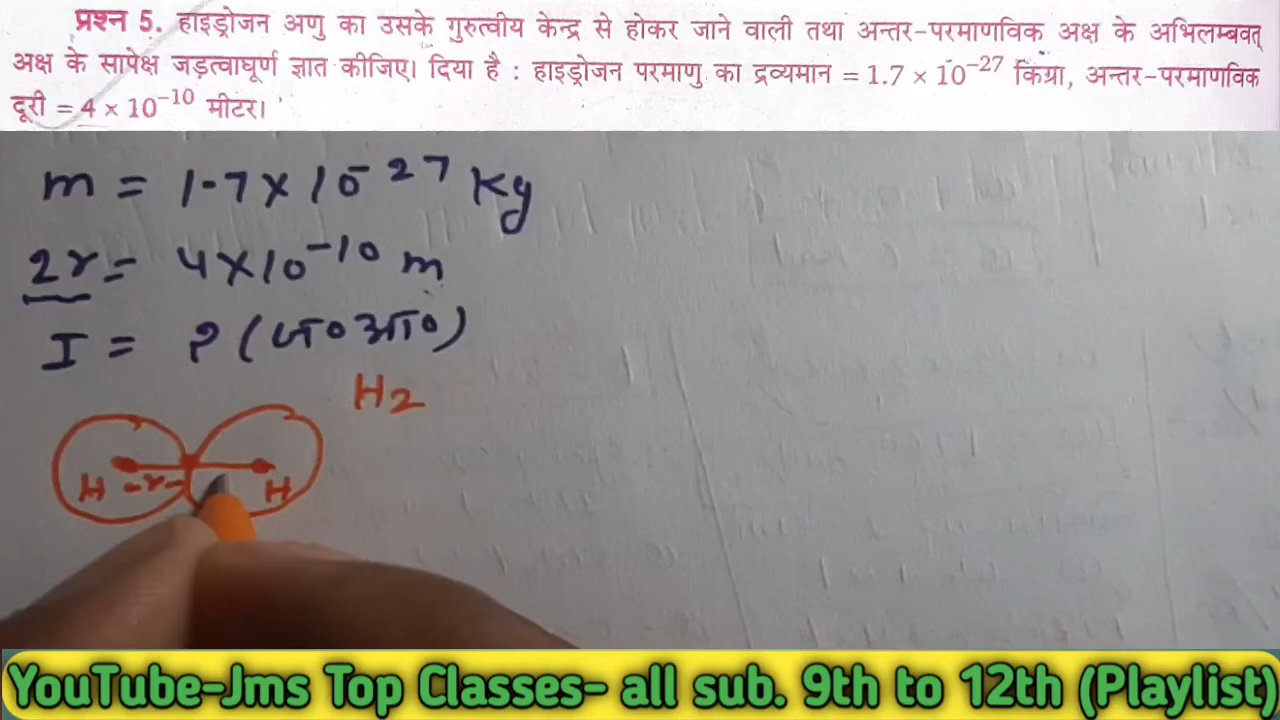 प्रश्न 5. हाइड्रोजन अणु का उसके गुरुत्वीय केन्द्र से होकर जाने वाली तथा अन्तर-परमाणविक अक्ष के अभिलम्बवत्
अक्ष के सापेक्ष जड़त्वाघूर्ण ज्ञात कीजिए। दिया है : हाइड्रोजन परमाणु का द्रव्यमान = 1.7 × 10⁻²⁷ किग्रा, अन्तर-परमाणविक
दूरी = 4 × 10⁻¹⁰ मीटर।
m = 1.7 × 10⁻²⁷ Kg
2r = 4 × 10⁻¹⁰ m
I = ? (ज०आ०)
H2
H -r- H
YouTube-Jms Top Classes- all sub. 9th to 12th (Playlist)